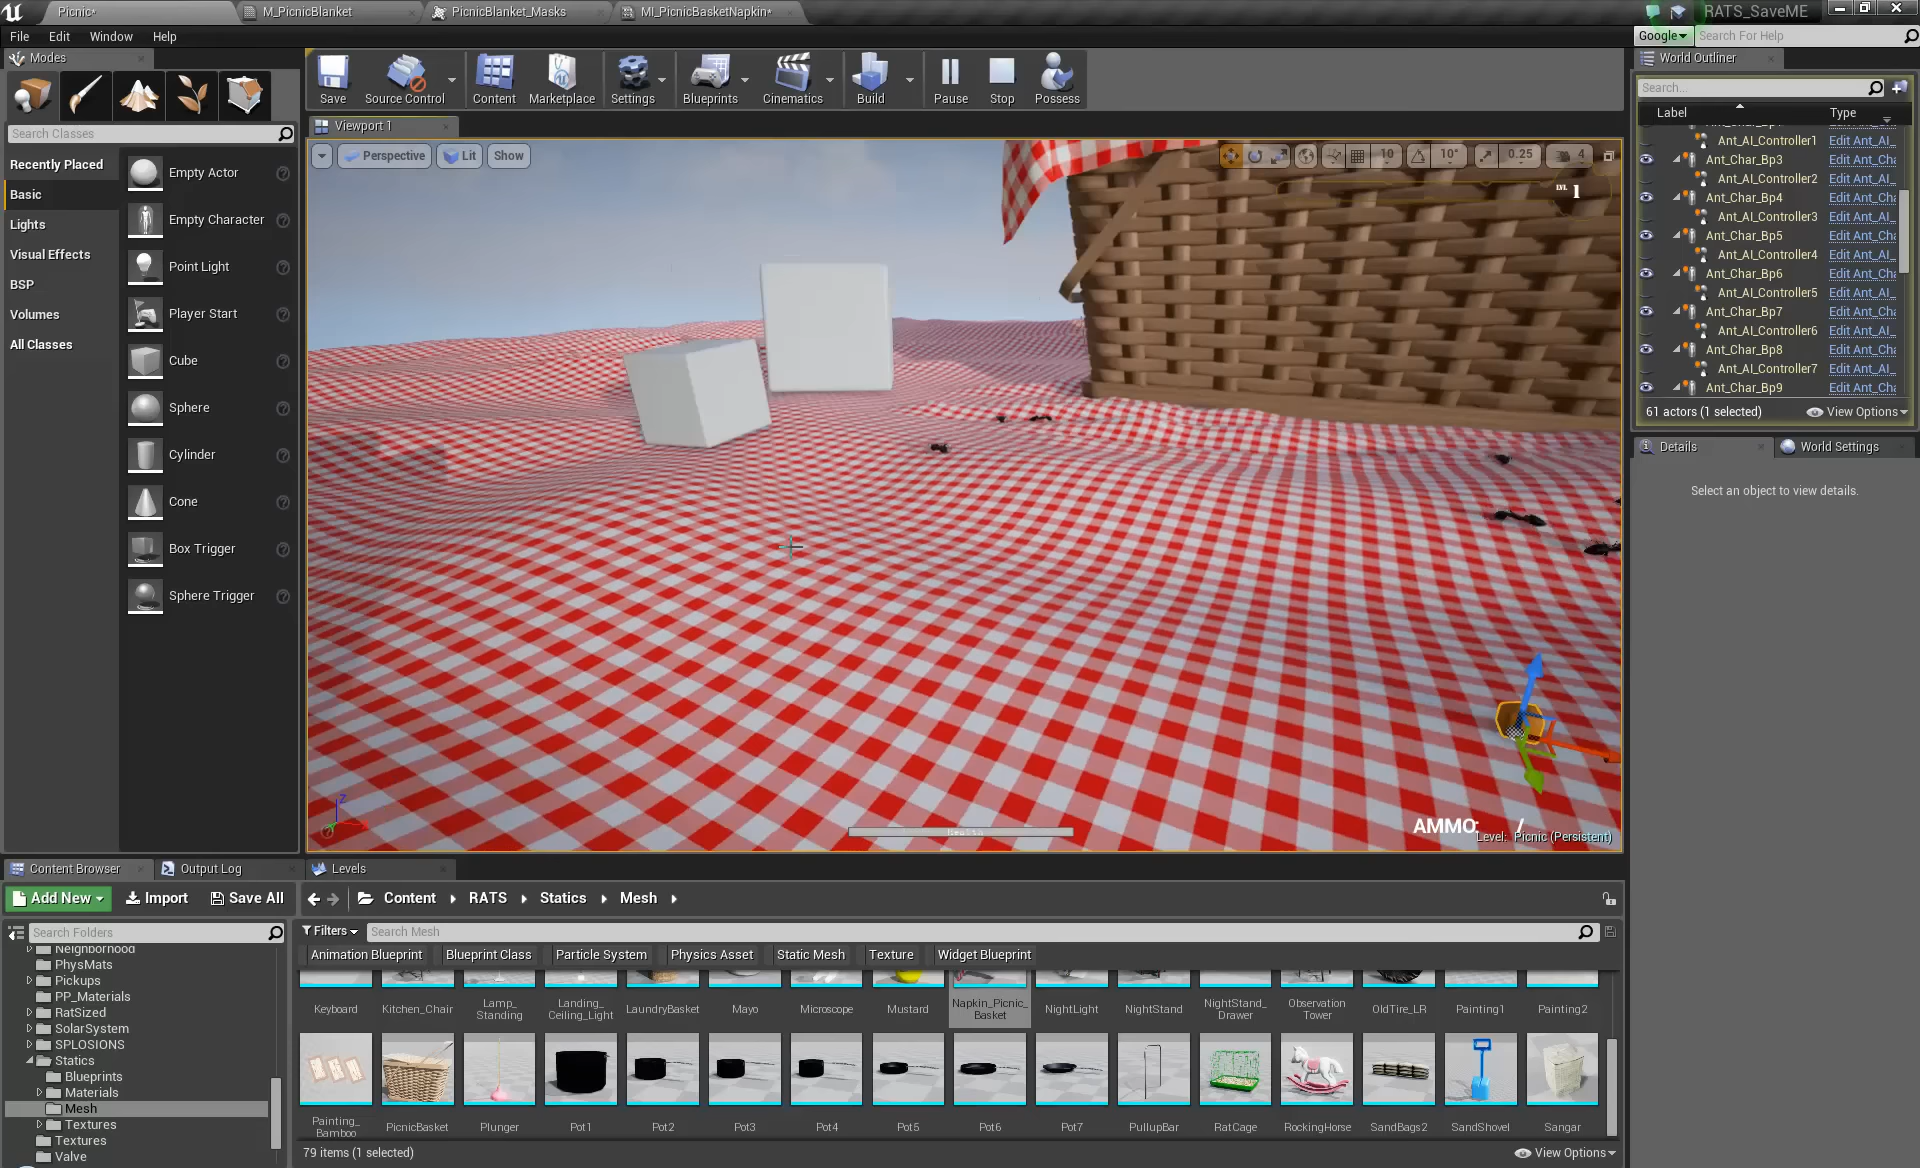 Picnic*
M_PicnicBlanket
PicnicBlanket_Masks
MI_PicnicBasketNapkin*
RATS_SaveME
File Edit Window Help
Google
Search For Help
Modes
Search Classes
Recently Placed
Basic
Lights
Visual Effects
BSP
Volumes
All Classes
Empty Actor
Empty Character
Point Light
Player Start
Cube
Sphere
Cylinder
Cone
Box Trigger
Sphere Trigger
Save
Source Control
Content
Marketplace
Settings
Blueprints
Cinematics
Build
Pause
Stop
Possess
Viewport 1
Perspective
Lit
Show
10
10°
0.25
4
LVL 1
AMMO: /
Level: Picnic (Persistent)
World Outliner
Search...
Label Type
Ant_AI_Controller1 Edit Ant_AI_
Ant_Char_Bp3 Edit Ant_Cha
Ant_AI_Controller2 Edit Ant_AI_
Ant_Char_Bp4 Edit Ant_Cha
Ant_AI_Controller3 Edit Ant_AI_
Ant_Char_Bp5 Edit Ant_Cha
Ant_AI_Controller4 Edit Ant_AI_
Ant_Char_Bp6 Edit Ant_Cha
Ant_AI_Controller5 Edit Ant_AI_
Ant_Char_Bp7 Edit Ant_Cha
Ant_AI_Controller6 Edit Ant_AI_
Ant_Char_Bp8 Edit Ant_Cha
Ant_AI_Controller7 Edit Ant_AI_
Ant_Char_Bp9 Edit Ant_Cha
61 actors (1 selected)
View Options
Details
World Settings
Select an object to view details.
Content Browser
Output Log
Levels
Add New
Import
Save All
Content RATS Statics Mesh
Search Folders
Neighborhood
PhysMats
Pickups
PP_Materials
RatSized
SolarSystem
SPLOSIONS
Statics
Blueprints
Materials
Mesh
Textures
Textures
Valve
Filters
Search Mesh
Animation Blueprint
Blueprint Class
Particle System
Physics Asset
Static Mesh
Texture
Widget Blueprint
Keyboard
Kitchen_Chair
Lamp_
Standing
Landing_
Ceiling_Light
LaundryBasket
Mayo
Microscope
Mustard
Napkin_Picnic_
Basket
NightLight
NightStand
NightStand_
Drawer
Observation
Tower
OldTire_LR
Painting1
Painting2
Painting_
Bamboo
PicnicBasket
Plunger
Pot1
Pot2
Pot3
Pot4
Pot5
Pot6
Pot7
PullupBar
RatCage
RockingHorse
SandBags2
SandShovel
Sangar
79 items (1 selected)
View Options